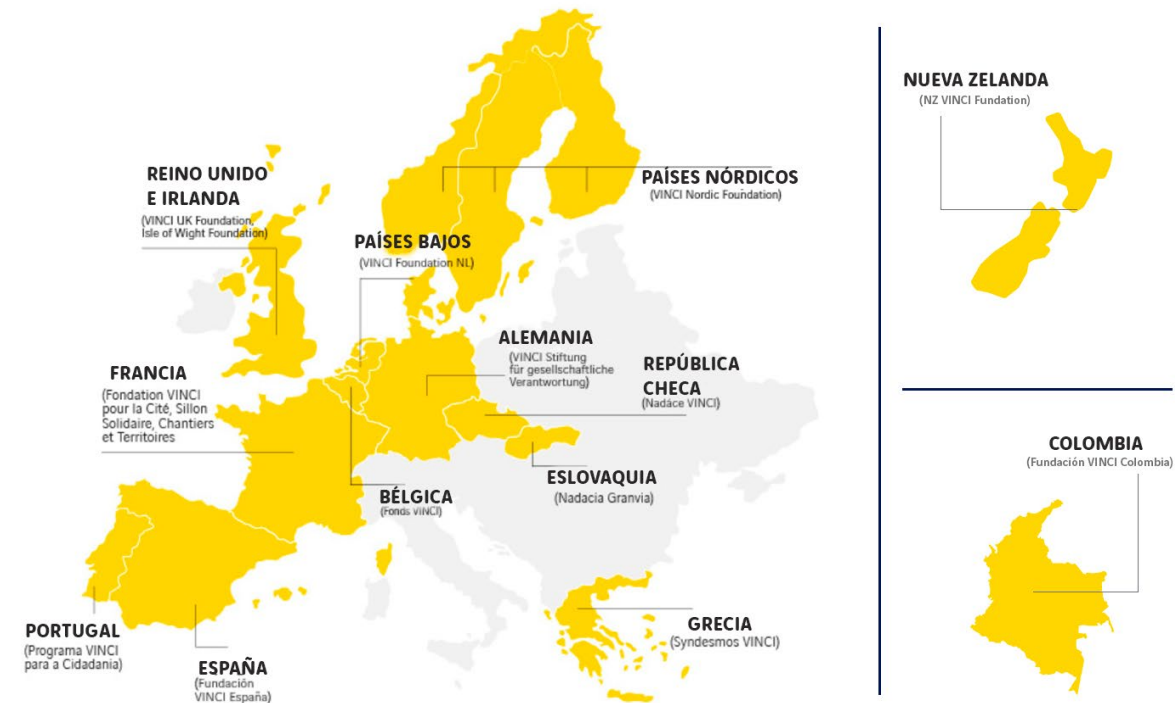 REINO UNIDO
E IRLANDA
(VINCI UK Foundation,
Isle of Wight Foundation)
PAÍSES NÓRDICOS
(VINCI Nordic Foundation)
PAÍSES BAJOS
(VINCI Foundation NL)
ALEMANIA
(VINCI Stiftung
für gesellschaftliche
Verantwortung)
REPÚBLICA
CHECA
(Nadáce VINCI)
FRANCIA
(Fondation VINCI
pour la Cité, Sillon
Solidaire, Chantiers
et Territoires
ESLOVAQUIA
(Nadacia Granvia)
BÉLGICA
(Fonds VINCI)
PORTUGAL
(Programa VINCI
para a Cidadania)
ESPAÑA
(Fundación
VINCI España)
GRECIA
(Syndesmos VINCI)
NUEVA ZELANDA
(NZ VINCI Fundation)
COLOMBIA
(Fundación VINCI Colombia)